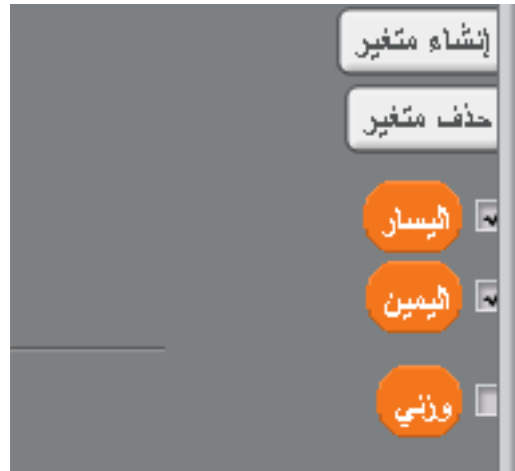 إنشاء متغير
حذف متغير
اليسار
اليمين
وزني